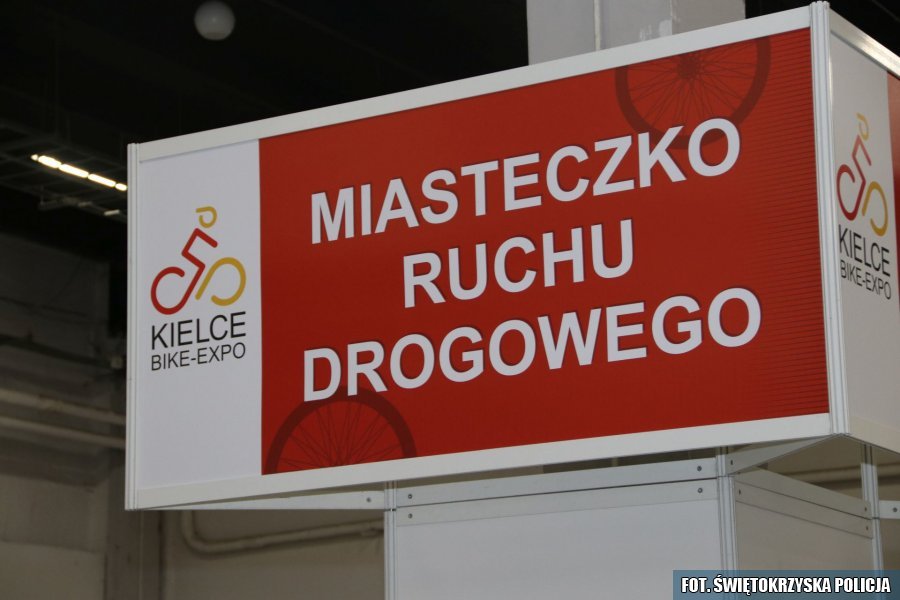 MIASTECZKO
RUCHU
DROGOWEGO
KIELCE
BIKE-EXPO
KIELCE
BIKE-EXPO
FOT. ŚWIĘTOKRZYSKA POLICJA